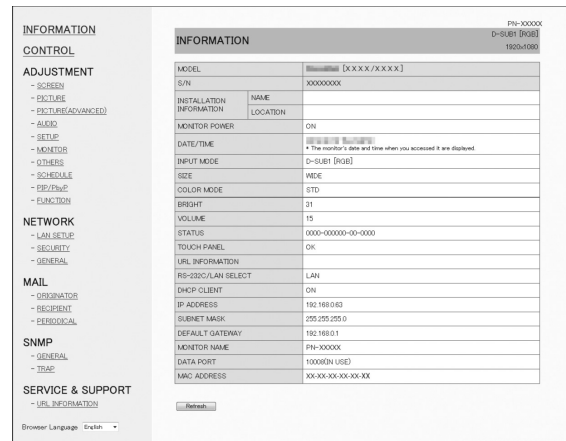 INFORMATION
CONTROL
ADJUSTMENT
- SCREEN
- PICTURE
- PICTURE(ADVANCED)
- AUDIO
- SETUP
- MONITOR
- OTHERS
- SCHEDULE
- PIP/PbyP
- FUNCTION
NETWORK
- LAN SETUP
- SECURITY
- GENERAL
MAIL
- ORIGINATOR
- RECIPIENT
- PERIODICAL
SNMP
- GENERAL
- TRAP
SERVICE & SUPPORT
- URL INFORMATION
Browser Language English
PN-XXXXX
INFORMATION
D-SUB1 [RGB]
1920x1080
MODEL [XXXX/XXXX]
S/N XXXXXXXX
INSTALLATION INFORMATION NAME
LOCATION
MONITOR POWER ON
DATE/TIME
* The monitor's date and time when you accessed it are displayed
INPUT MODE D-SUB1 [RGB]
SIZE WIDE
COLOR MODE STD
BRIGHT 31
VOLUME 15
STATUS 0000-000000-00-0000
TOUCH PANEL OK
URL INFORMATION
RS-232C/LAN SELECT LAN
DHCP CLIENT ON
IP ADDRESS 192.168.0.63
SUBNET MASK 255.255.255.0
DEFAULT GATEWAY 192.168.0.1
MONITOR NAME PN-XXXXX
DATA PORT 10008(IN USE)
MAC ADDRESS XX-XX-XX-XX-XX-XX
Refresh